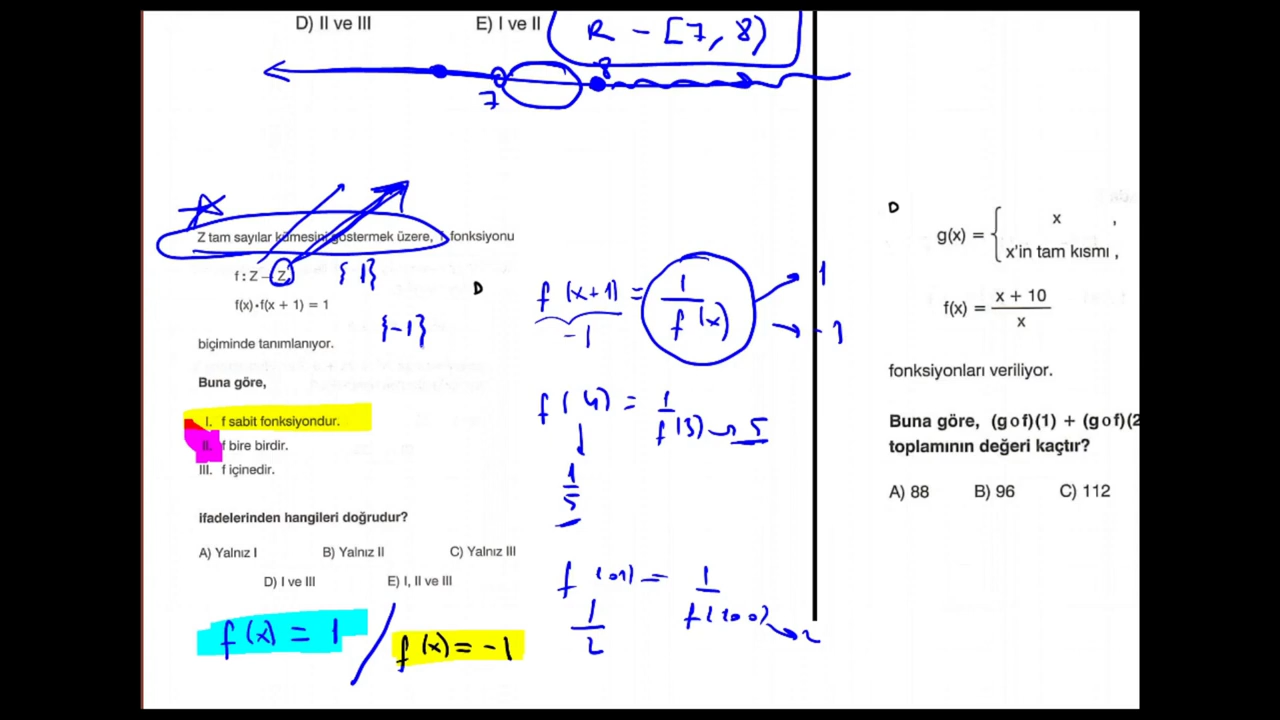 D) II ve III E) I ve II
R - [7, 8)
8
7
Z tam sayılar kümesini göstermek üzere, f fonksiyonu
f : Z → Z, {1}
f(x)·f(x + 1) = 1
{-1}
biçiminde tanımlanıyor.
Buna göre,
I. f sabit fonksiyondur.
II. f bire birdir.
III. f içinedir.
ifadelerinden hangileri doğrudur?
A) Yalnız I B) Yalnız II C) Yalnız III
D) I ve III E) I, II ve III
f(x) = 1 / f(x) = -1
D
f(x+1) = 1/f(x) 1
-1 -1
f(4) = 1/f(3) 5
1/5
1/2 1/f(100) 2
D
g(x) = { x ,
x'in tam kısmı ,
f(x) = x + 10 / x
fonksiyonları veriliyor.
Buna göre, (gof)(1) + (gof)(2
toplamının değeri kaçtır?
A) 88 B) 96 C) 112